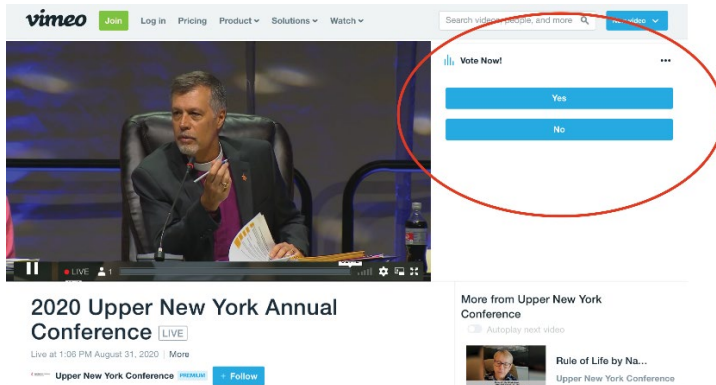 vimeo Join Log in Pricing Product Solutions Watch Search videos, people, and more New video
Vote Now!
Yes
No
LIVE 1
2020 Upper New York Annual
Conference LIVE
Live at 1:06 PM August 31, 2020 | More
Upper New York Conference PREMIUM + Follow
More from Upper New York
Conference
Autoplay next video
Rule of Life by Na...
Upper New York Conference